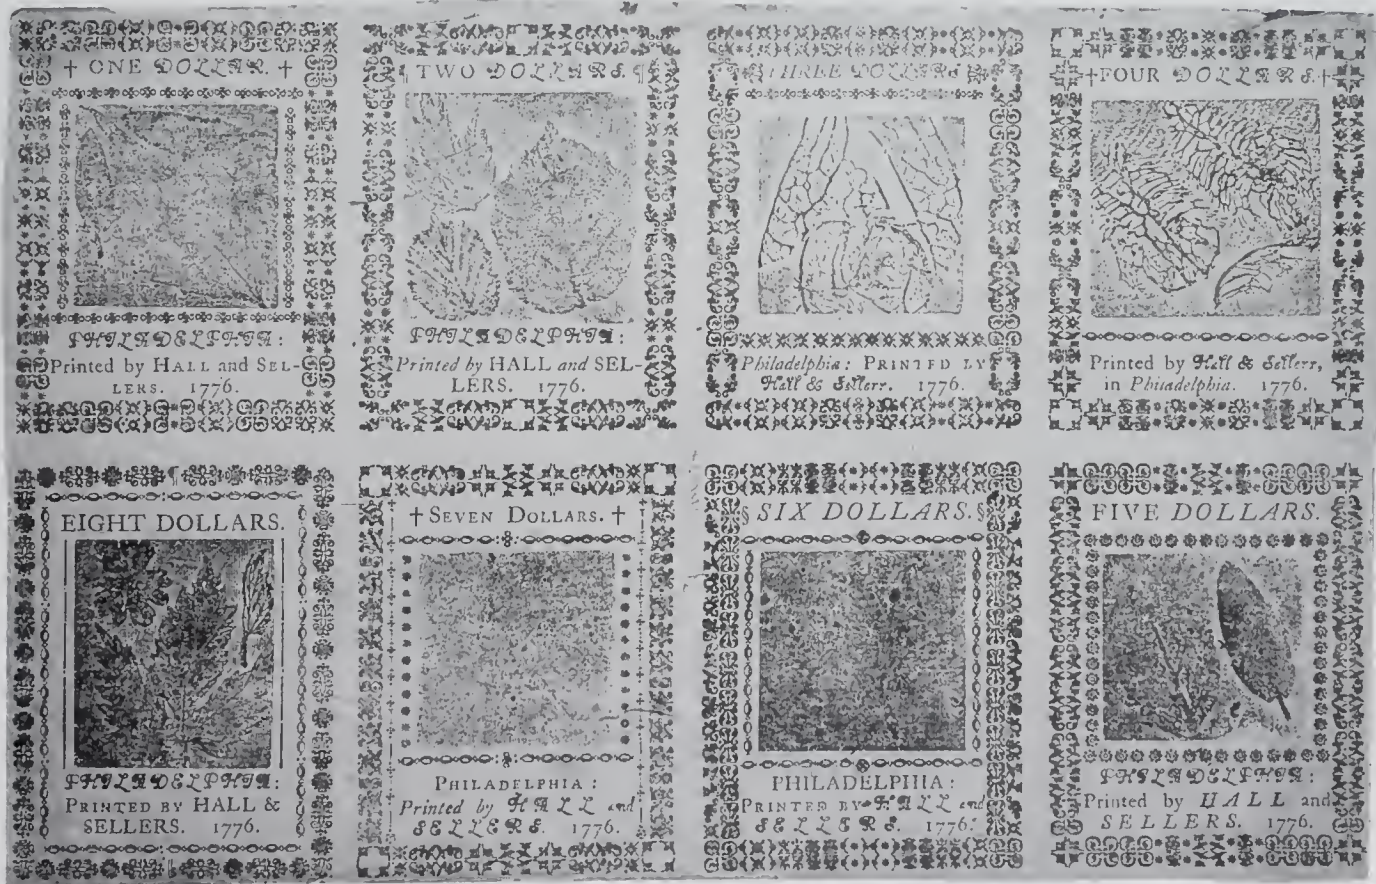 † ONE DOLLAR. †
PHILADELPHIA:
Printed by HALL and SEL-
LERS. 1776.
¶ TWO DOLLARS. ¶
PHILADELPHIA:
Printed by HALL and SEL-
LERS. 1776.
THREE DOLLARS
Philadelphia: PRINTED BY
Hall & Sellers. 1776.
†FOUR DOLLARS.†
Printed by Hall & Sellers,
in Philadelphia. 1776.
EIGHT DOLLARS.
PHILADELPHIA:
PRINTED BY HALL &
SELLERS. 1776.
† SEVEN DOLLARS. †
PHILADELPHIA:
Printed by HALL and
SELLERS. 1776.
§ SIX DOLLARS. §
PHILADELPHIA:
PRINTED BY HALL and
SELLERS. 1776.
FIVE DOLLARS.
PHILADELPHIA:
Printed by HALL and
SELLERS. 1776.